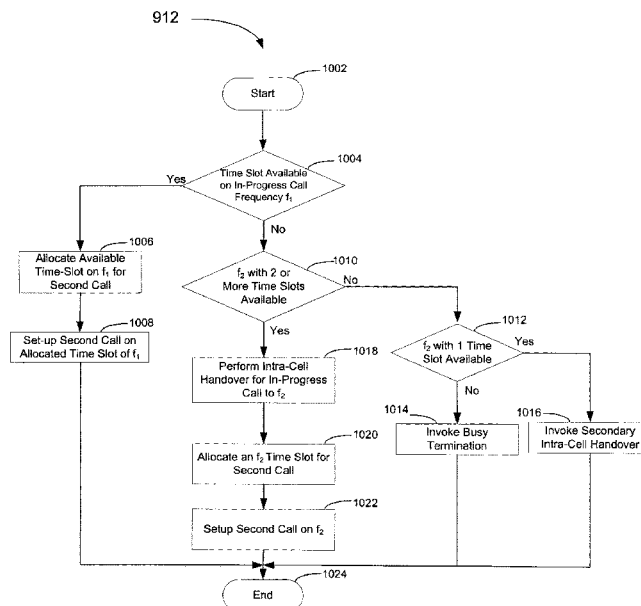 912
1002
Start
1004
Time Slot Available
on In-Progress Call
Frequency f1
Yes
No
1006
Allocate Available
Time-Slot on f1 for
Second Call
1010
f2 with 2 or
More Time Slots
Available
No
Yes
1008
Set-up Second Call on
Allocated Time Slot of f1
1012
f2 with 1 Time
Slot Available
Yes
No
1018
Perform Intra-Cell
Handover for In-Progress
Call to f2
1014
Invoke Busy
Termination
1016
Invoke Secondary
Intra-Cell Handover
1020
Allocate an f2 Time Slot for
Second Call
1022
Setup Second Call on f2
1024
End